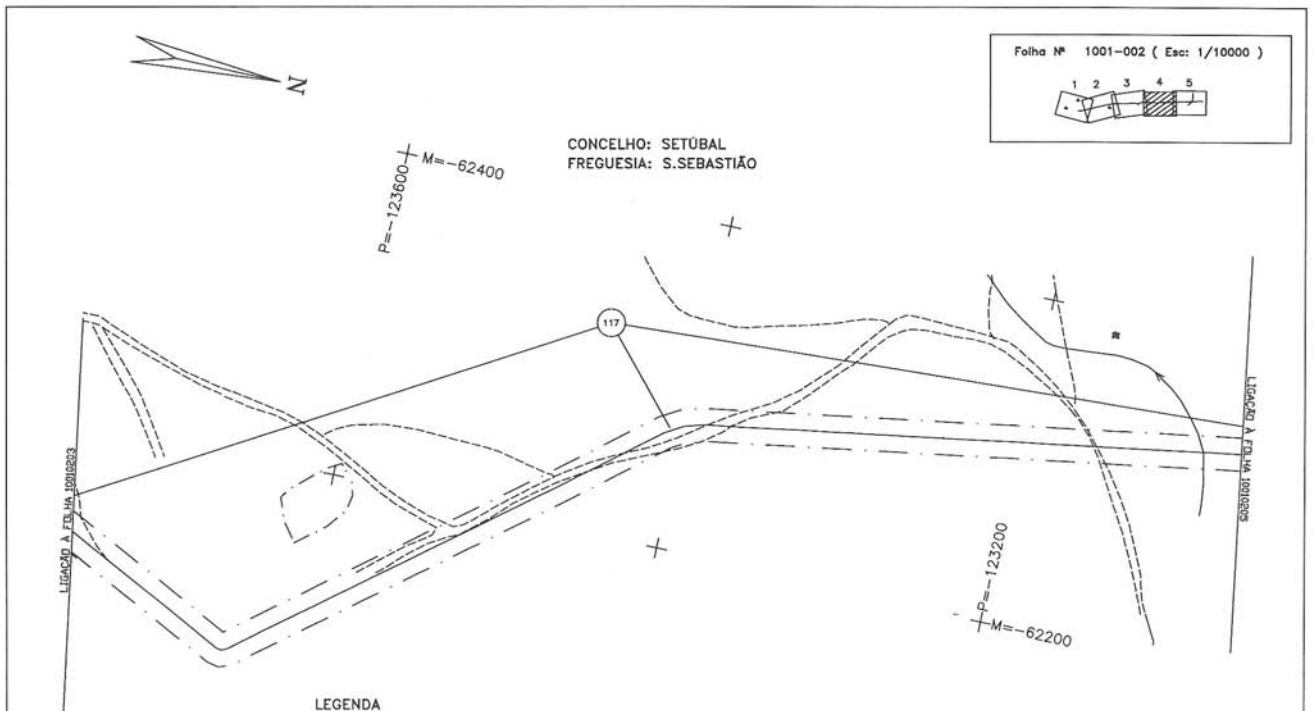 Folha Nº 1001-002 ( Esc: 1/10000 )
1 2 3 4 5
N
CONCELHO: SETÚBAL
FREGUESIA: S.SEBASTIÃO
M=-62400
P=-123600
117
LIGAÇÃO À FOLHA 10010203
LIGAÇÃO À FOLHA 10010205
P=-123200
M=-62200
LEGENDA